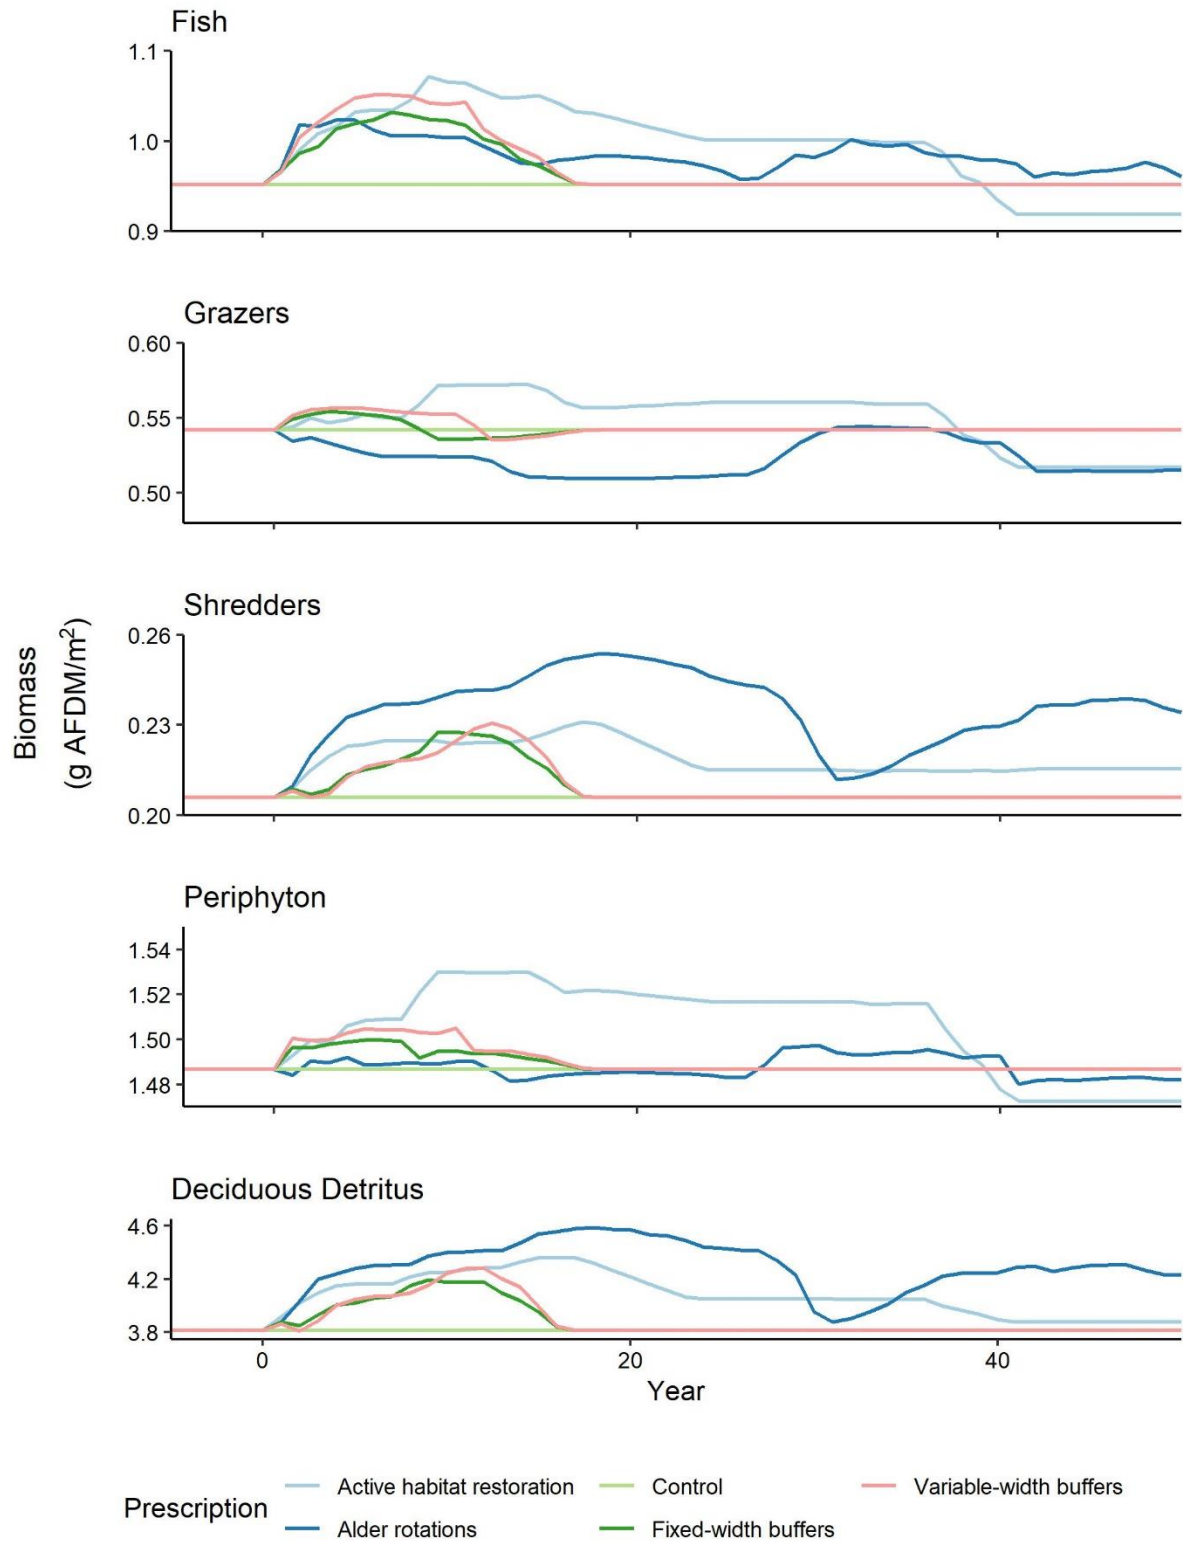 Fish
1.1
1.0
0.9
Grazers
0.60
0.55
0.50
Shredders
0.26
0.23
0.20
Biomass
(g AFDM/m²)
Periphyton
1.54
1.52
1.50
1.48
Deciduous Detritus
4.6
4.2
3.8
0 20 40
Year
Prescription
Active habitat restoration
Control
Variable-width buffers
Alder rotations
Fixed-width buffers